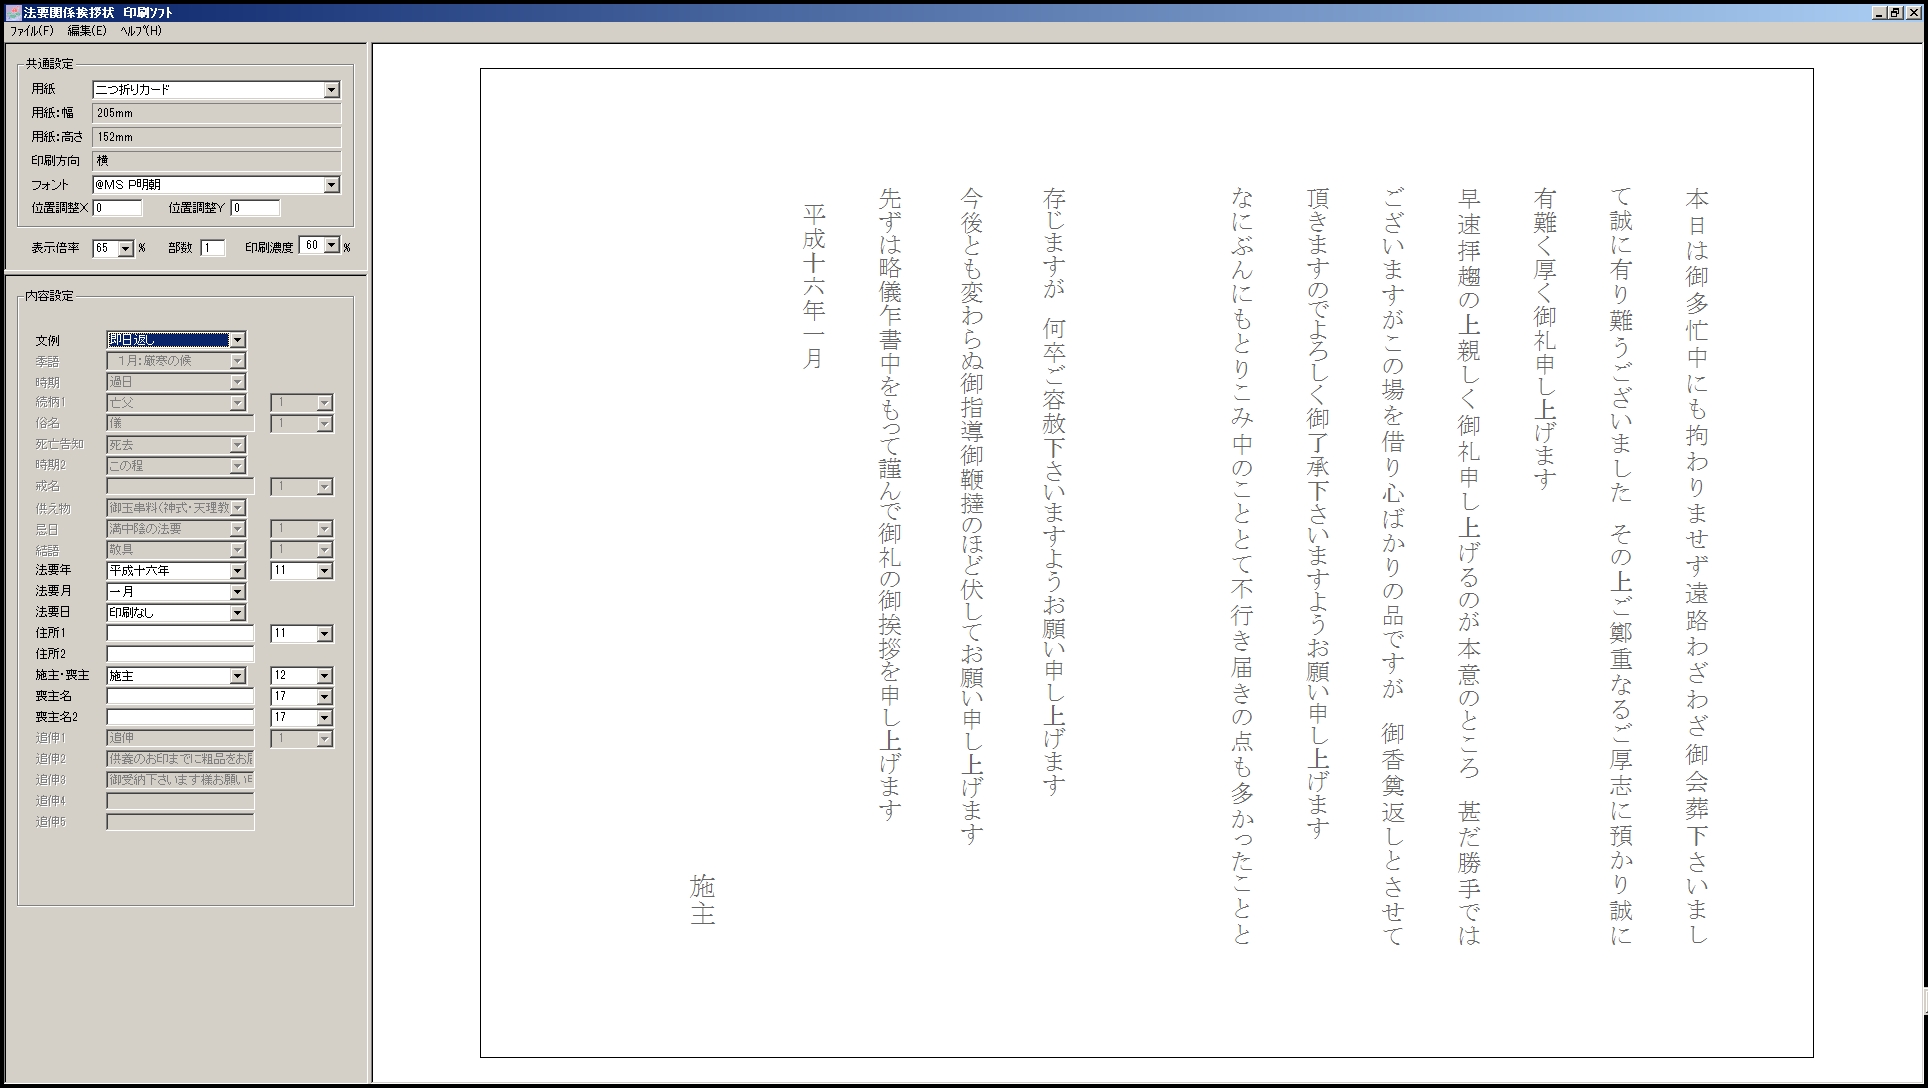 法要関係挨拶状 印刷ソフト
ファイル(F) 編集(E) ヘルプ(H)
共通設定
用紙 二つ折りカード
用紙:幅 205mm
用紙:高さ 152mm
印刷方向 横
フォント @MS P明朝
位置調整X 0 位置調整Y 0
表示倍率 65 % 部数 1 印刷濃度 60 %
内容設定
文例 即日返し
季語 1月:厳寒の候
時期 過日
続柄1 亡父 1
俗名 儀 1
死亡告知 死去
時期2 この程
戒名 1
供え物 御玉串料(神式・天理教
忌日 満中陰の法要 1
結語 敬具 1
法要年 平成十六年 11
法要月 一月
法要日 印刷なし
住所1 11
住所2
施主・喪主 施主 12
喪主名 17
喪主名2 17
追伸1 追伸 1
追伸2 供養のお印までに粗品をお
追伸3 御受納下さいます様お願い
追伸4
追伸5
本日は御多忙中にも拘わりませず遠路わざわざ御会葬下さいまし
て誠に有り難うございました その上ご鄭重なるご厚志に預かり誠に
有難く厚く御礼申し上げます
早速拝趨の上親しく御礼申し上げるのが本意のところ 甚だ勝手では
ございますがこの場を借り心ばかりの品ですが 御香奠返しとさせて
頂きますのでよろしく御了承下さいますようお願い申し上げます
なにぶんにもとりこみ中のこととて不行き届きの点も多かったことと
存じますが 何卒ご容赦下さいますようお願い申し上げます
今後とも変わらぬ御指導御鞭撻のほど伏してお願い申し上げます
先ずは略儀乍書中をもって謹んで御礼の御挨拶を申し上げます
平成十六年一月
施主